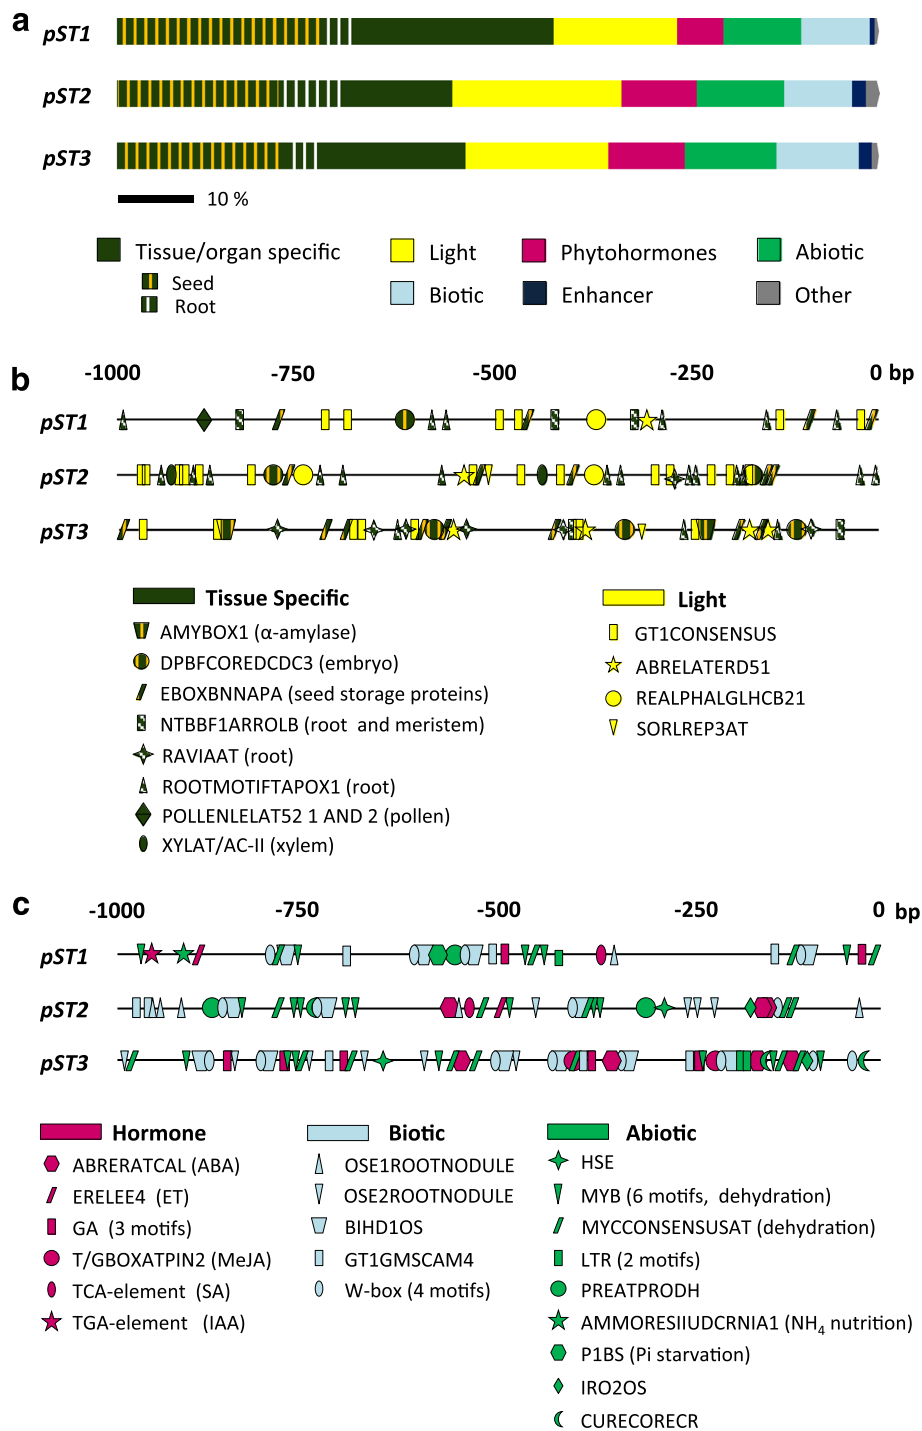 a
pST1
pST2
pST3
10 %
Tissue/organ specific
Seed
Root
Light
Phytohormones
Abiotic
Biotic
Enhancer
Other
b
-1000 -750 -500 -250 0 bp
pST1
pST2
pST3
Tissue Specific
AMYBOX1 (α-amylase)
DPBFCOREDCDC3 (embryo)
EBOXBNNAPA (seed storage proteins)
NTBBF1ARROLB (root and meristem)
RAVIAAT (root)
ROOTMOTIFTAPOX1 (root)
POLLENLELAT52 1 AND 2 (pollen)
XYLAT/AC-II (xylem)
Light
GT1CONSENSUS
ABRELATERD51
REALPHALGLHCB21
SORLREP3AT
c
-1000 -750 -500 -250 0 bp
pST1
pST2
pST3
Hormone
ABRERATCAL (ABA)
ERELEE4 (ET)
GA (3 motifs)
T/GBOXATPIN2 (MeJA)
TCA-element (SA)
TGA-element (IAA)
Biotic
OSE1ROOTNODULE
OSE2ROOTNODULE
BIHD1OS
GT1GMSCAM4
W-box (4 motifs)
Abiotic
HSE
MYB (6 motifs, dehydration)
MYCCONSENSUSAT (dehydration)
LTR (2 motifs)
PREATPRODH
AMMORESIIUDCRNIA1 (NH4 nutrition)
P1BS (Pi starvation)
IRO2OS
CURECORECR